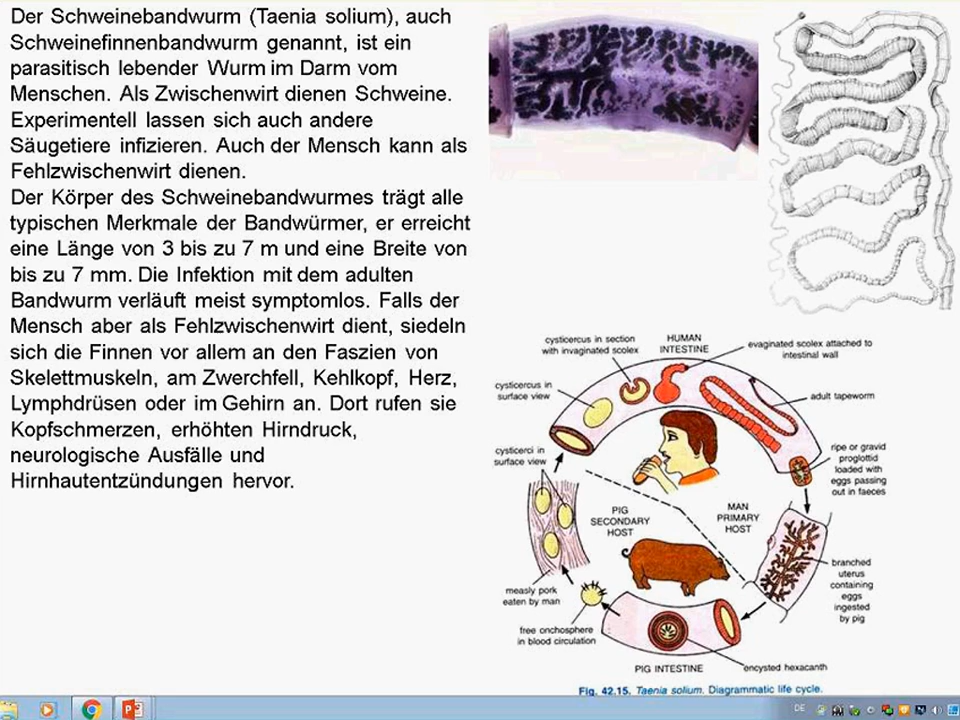 Der Schweinebandwurm (Taenia solium), auch
Schweinefinnenbandwurm genannt, ist ein
parasitisch lebender Wurm im Darm vom
Menschen. Als Zwischenwirt dienen Schweine.
Experimentell lassen sich auch andere
Säugetiere infizieren. Auch der Mensch kann als
Fehlzwischenwirt dienen.
Der Körper des Schweinebandwurmes trägt alle
typischen Merkmale der Bandwürmer, er erreicht
eine Länge von 3 bis zu 7 m und eine Breite von
bis zu 7 mm. Die Infektion mit dem adulten
Bandwurm verläuft meist symptomlos. Falls der
Mensch aber als Fehlzwischenwirt dient, siedeln
sich die Finnen vor allem an den Faszien von
Skelettmuskeln, am Zwerchfell, Kehlkopf, Herz,
Lymphdrüsen oder im Gehirn an. Dort rufen sie
Kopfschmerzen, erhöhten Hirndruck,
neurologische Ausfälle und
Hirnhautentzündungen hervor.
cysticercus in section
with invaginated scolex
HUMAN
INTESTINE
evaginated scolex attached to
intestinal wall
cysticercus in
surface view
adult tapeworm
cysticerci in
surface view
ripe or gravid
proglottid
loaded with
eggs passing
out in faeces
PIG
SECONDARY
HOST
MAN
PRIMARY
HOST
branched
uterus
containing
eggs
ingested
by pig
measly pork
eaten by man
free onchosphere
in blood circulation
PIG INTESTINE
encysted hexacanth
Fig. 42.15. Taenia solium. Diagrammatic life cycle.
DE